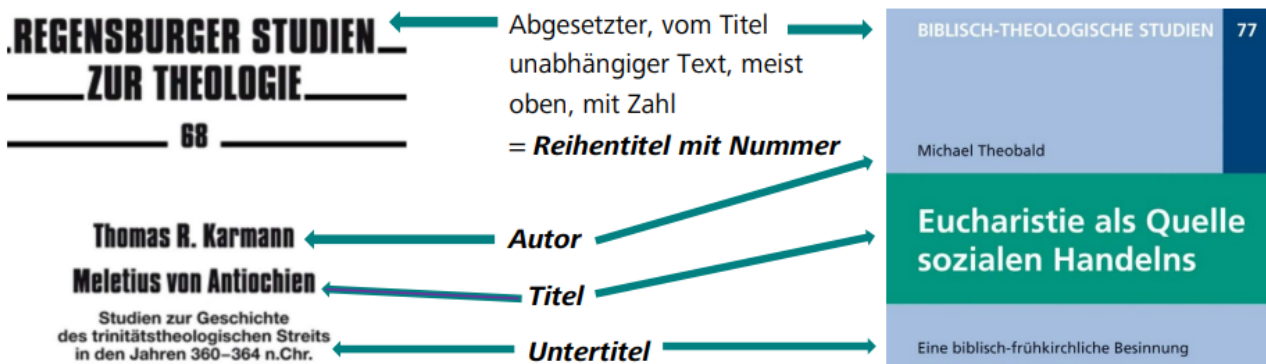 REGENSBURGER STUDIEN
ZUR THEOLOGIE
68
Thomas R. Karmann
Meletius von Antiochien
Studien zur Geschichte
des trinitätstheologischen Streits
in den Jahren 360–364 n.Chr.
Abgesetzter, vom Titel
unabhängiger Text, meist
oben, mit Zahl
= Reihentitel mit Nummer
Autor
Titel
Untertitel
BIBLISCH-THEOLOGISCHE STUDIEN 77
Michael Theobald
Eucharistie als Quelle
sozialen Handelns
Eine biblisch-frühkirchliche Besinnung